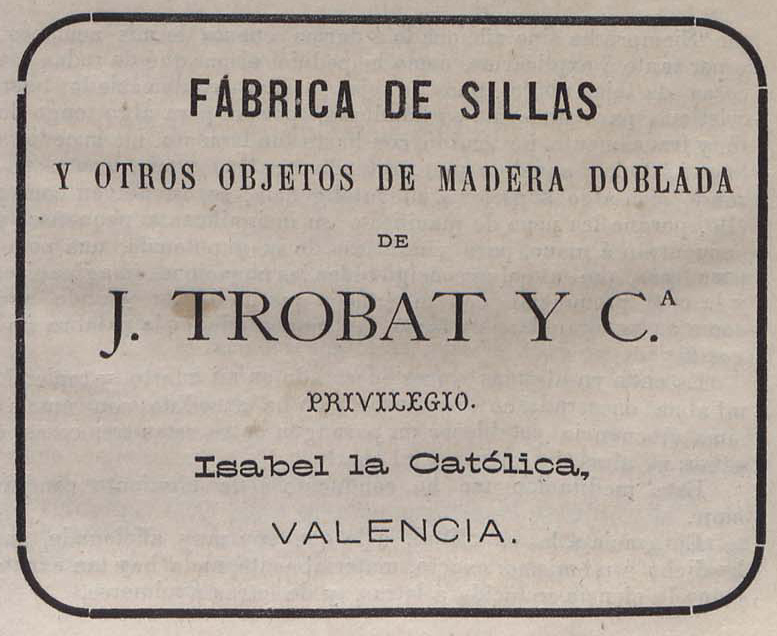 FÁBRICA DE SILLAS
Y OTROS OBJETOS DE MADERA DOBLADA
DE
J. TROBAT Y C.ᴬ
PRIVILEGIO.
Isabel la Católica,
VALENCIA.